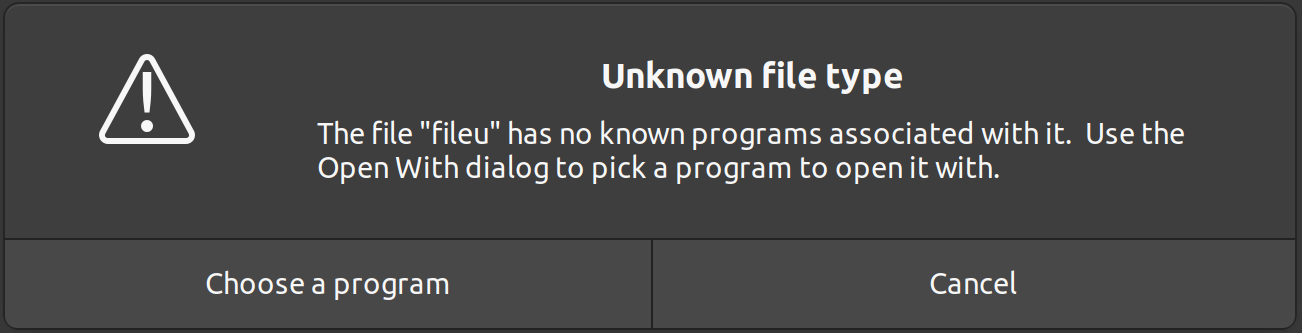 Unknown file type
The file "fileu" has no known programs associated with it.  Use the
Open With dialog to pick a program to open it with.
Choose a program
Cancel